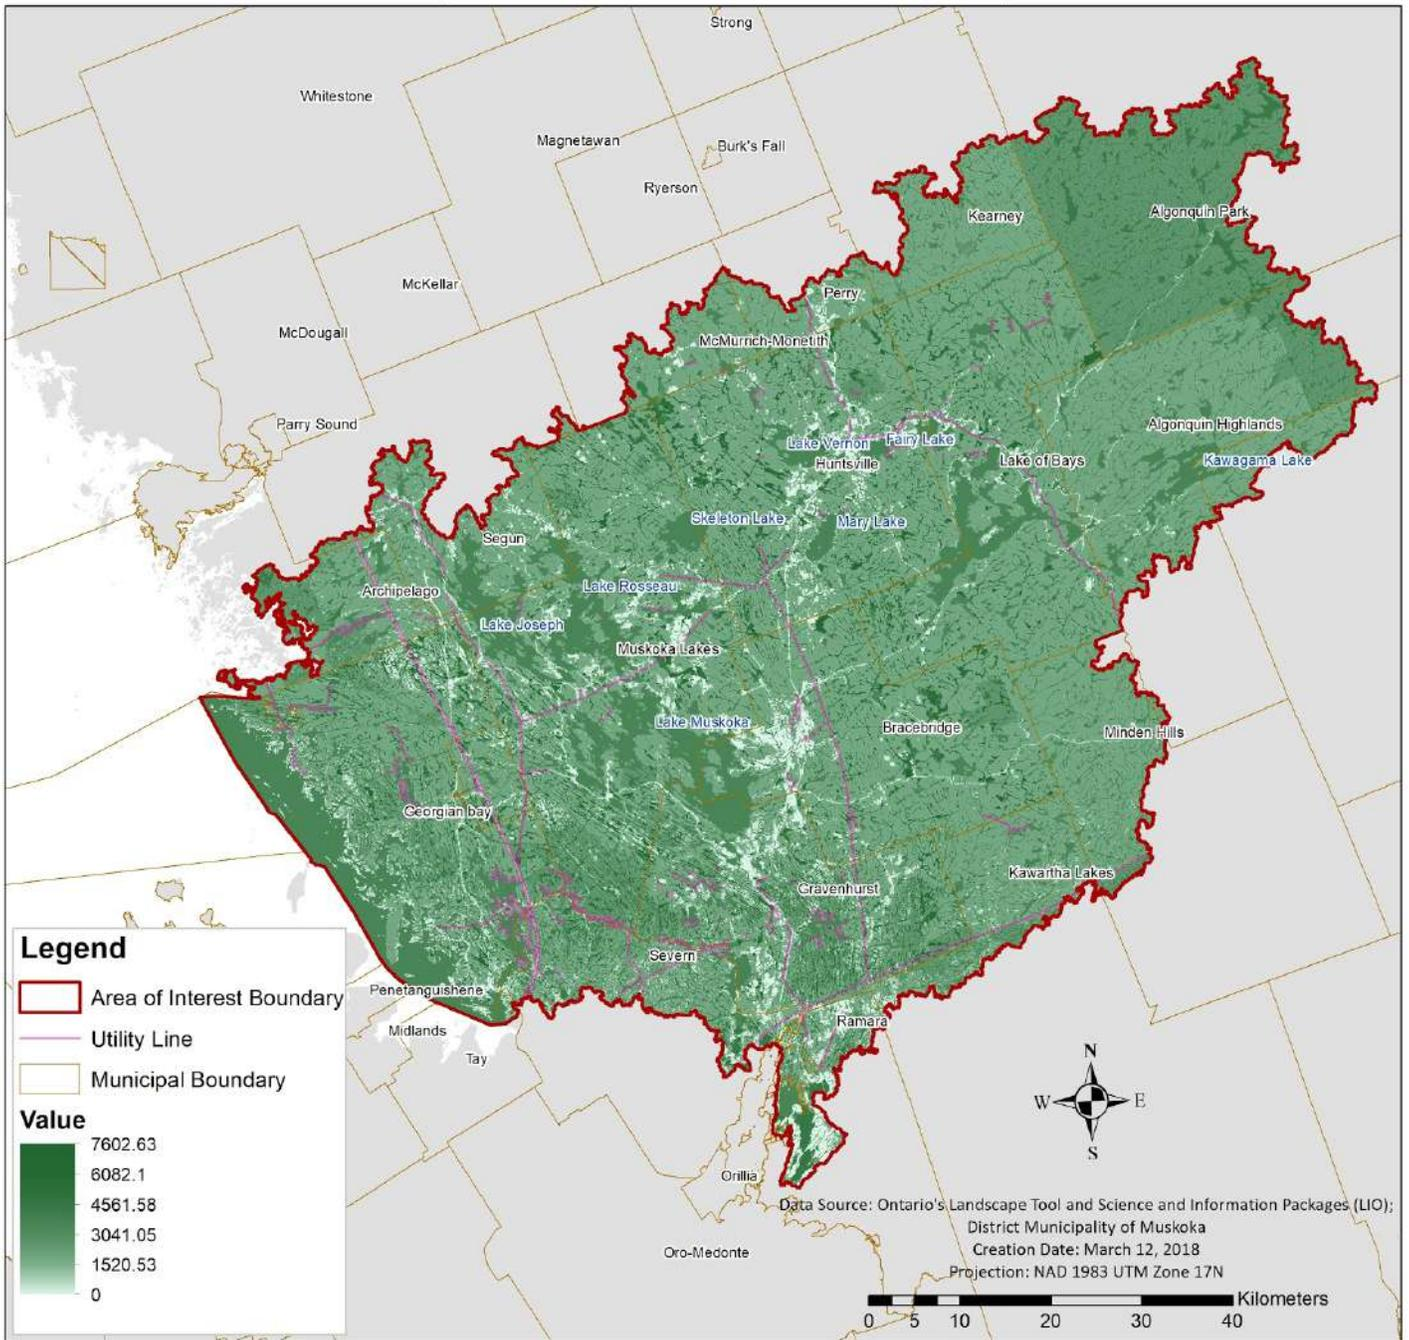 Strong
Whitestone
Magnetawan
Burk's Fall
Ryerson
Algonquin Park
Kearney
McKellar
Perry
McDougall
McMurrich-Monetith
Parry Sound
Algonquin Highlands
Lake Vernon
Fairy Lake
Huntsville
Lake of Bays
Kawagama Lake
Skeleton Lake
Mary Lake
Segun
Archipelago
Lake Rosseau
Lake Joseph
Muskoka Lakes
Lake Muskoka
Bracebridge
Minden Hills
Georgian bay
Kawartha Lakes
Gravenhurst
Severn
Penetanguishene
Midlands
Ramara
Tay
Orillia
Oro-Medonte
Legend
Area of Interest Boundary
Utility Line
Municipal Boundary
Value
7602.63
6082.1
4561.58
3041.05
1520.53
0
N
W
E
S
Data Source: Ontario's Landscape Tool and Science and Information Packages (LIO);
District Municipality of Muskoka
Creation Date: March 12, 2018
Projection: NAD 1983 UTM Zone 17N
Kilometers
0 5 10 20 30 40